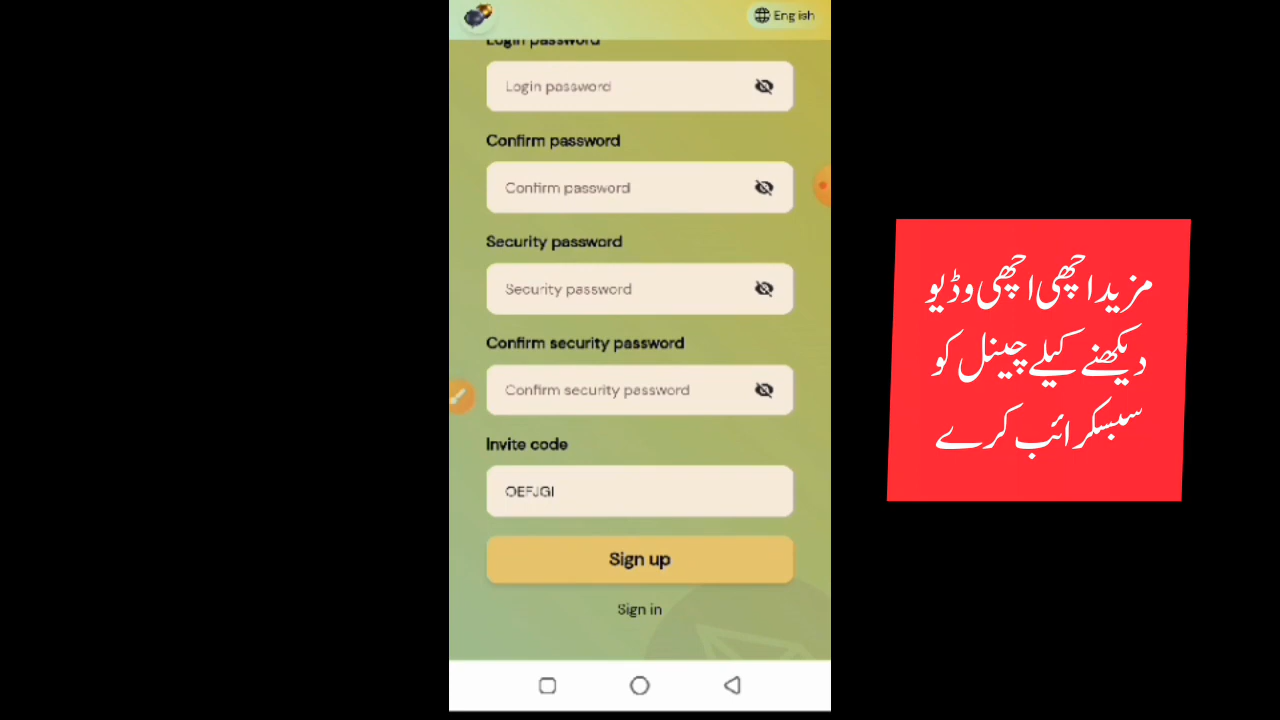 Eng ish
Login password
Login password
Confirm password
Confirm password
Security password
Security password
Confirm security password
Confirm security password
Invite code
OEFJGI
Sign up
Sign in
مزید اچھی اچھی وڈیو
دیکھنے کیلے چینل کو
سبسکرائب کرے